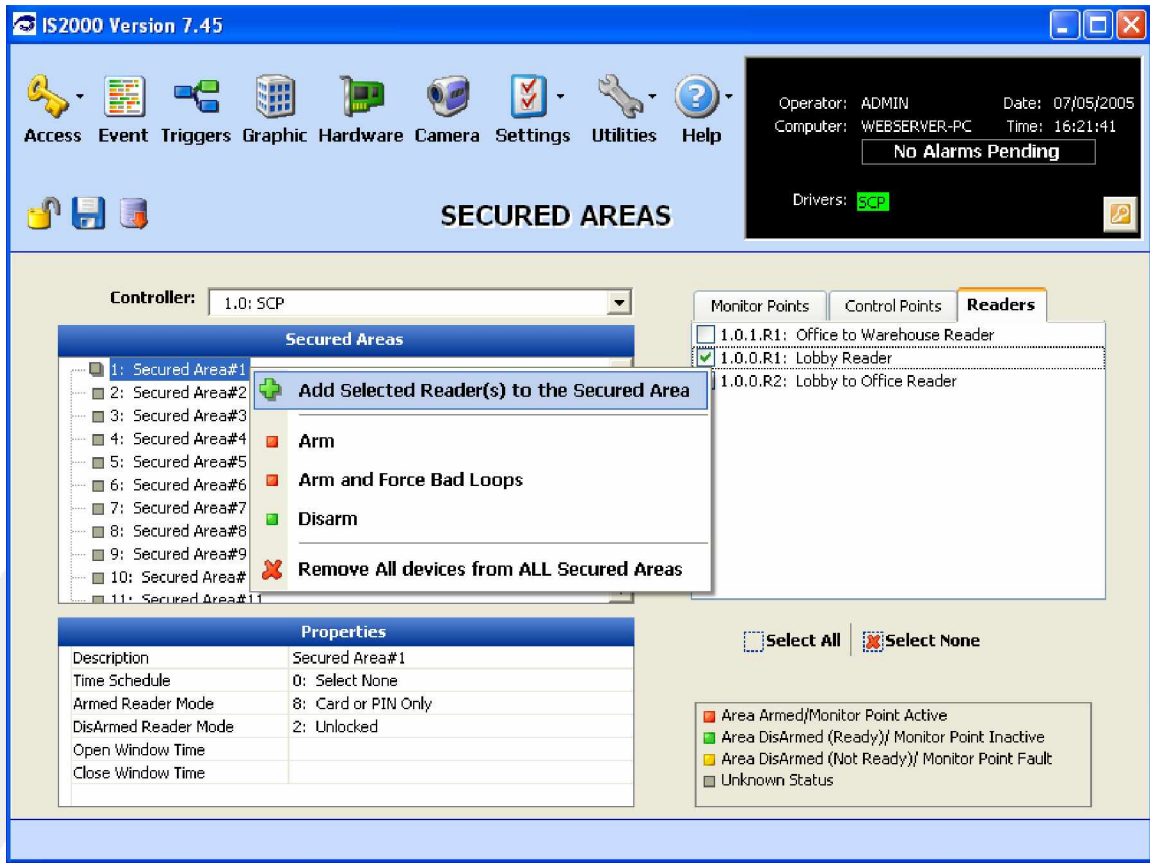 IS2000 Version 7.45
Access Event Triggers Graphic Hardware Camera Settings Utilities Help
Operator: ADMIN Date: 07/05/2005
Computer: WEBSERVER-PC Time: 16:21:41
No Alarms Pending
Drivers: SCP
SECURED AREAS
Controller: 1.0: SCP
Secured Areas
1: Secured Area#1
2: Secured Area#2
3: Secured Area#3
4: Secured Area#4
5: Secured Area#5
6: Secured Area#6
7: Secured Area#7
8: Secured Area#8
9: Secured Area#9
10: Secured Area#
11: Secured Area#11
Add Selected Reader(s) to the Secured Area
Arm
Arm and Force Bad Loops
Disarm
Remove All devices from ALL Secured Areas
Monitor Points Control Points Readers
1.0.1.R1: Office to Warehouse Reader
1.0.0.R1: Lobby Reader
1.0.0.R2: Lobby to Office Reader
Select All Select None
Properties
Description Secured Area#1
Time Schedule 0: Select None
Armed Reader Mode 8: Card or PIN Only
DisArmed Reader Mode 2: Unlocked
Open Window Time
Close Window Time
Area Armed/Monitor Point Active
Area DisArmed (Ready)/ Monitor Point Inactive
Area DisArmed (Not Ready)/ Monitor Point Fault
Unknown Status